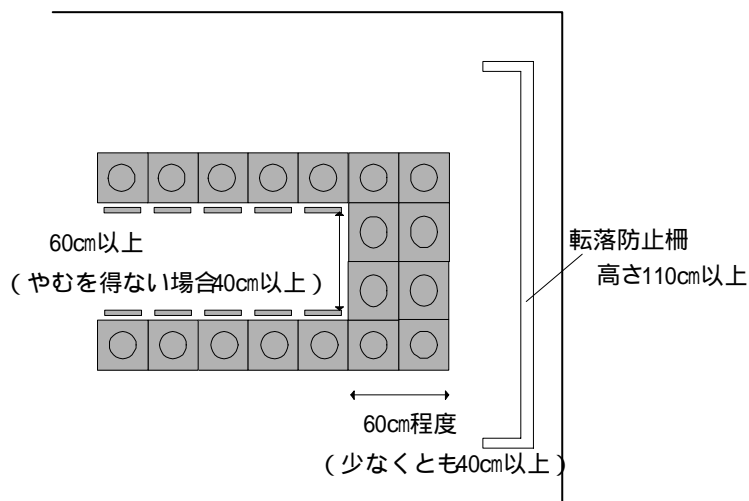 60㎝以上
（やむを得ない場合40㎝以上）
転落防止柵
高さ110㎝以上
60㎝程度
（少なくとも40㎝以上）